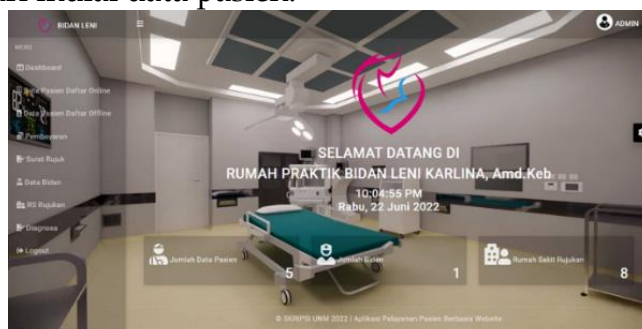 BIDAN LENI
ADMIN
MENU
Dashboard
Data Pasien Daftar Online
Data Pasien Daftar Offline
Pembayaran
Surat Rujuk
Data Bidan
RS Rujukan
Diagnosa
Logout
SELAMAT DATANG DI
RUMAH PRAKTIK BIDAN LENI KARLINA, Amd.Keb
10:04:55 PM
Rabu, 22 Juni 2022
Jumlah Data Pasien
5
Jumlah Bidan
1
Rumah Sakit Rujukan
8
© SKRIPSI UNM 2022 | Aplikasi Pelayanan Pasien Berbasis Website